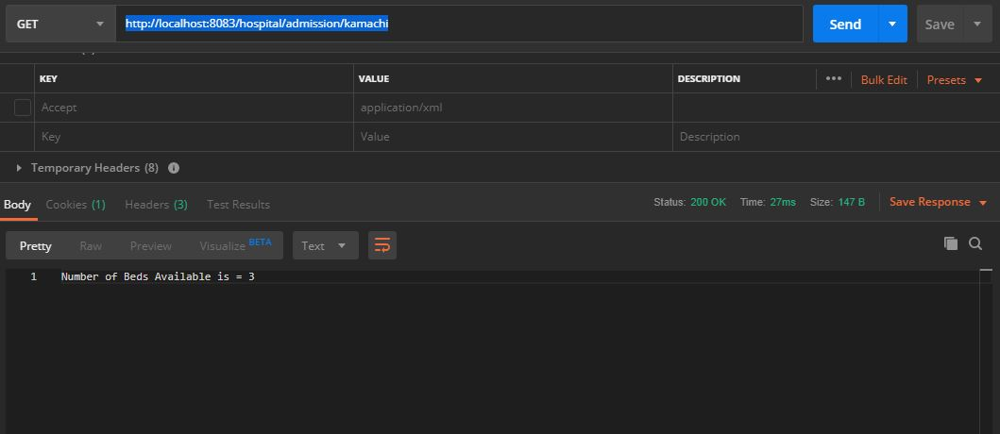 GET http://localhost:8083/hospital/admission/kamachi Send Save
KEY VALUE DESCRIPTION ••• Bulk Edit Presets
Accept application/xml
Key Value Description
Temporary Headers (8) i
Body Cookies (1) Headers (3) Test Results Status: 200 OK Time: 27ms Size: 147 B Save Response
Pretty Raw Preview Visualize BETA Text
1 Number of Beds Available is = 3